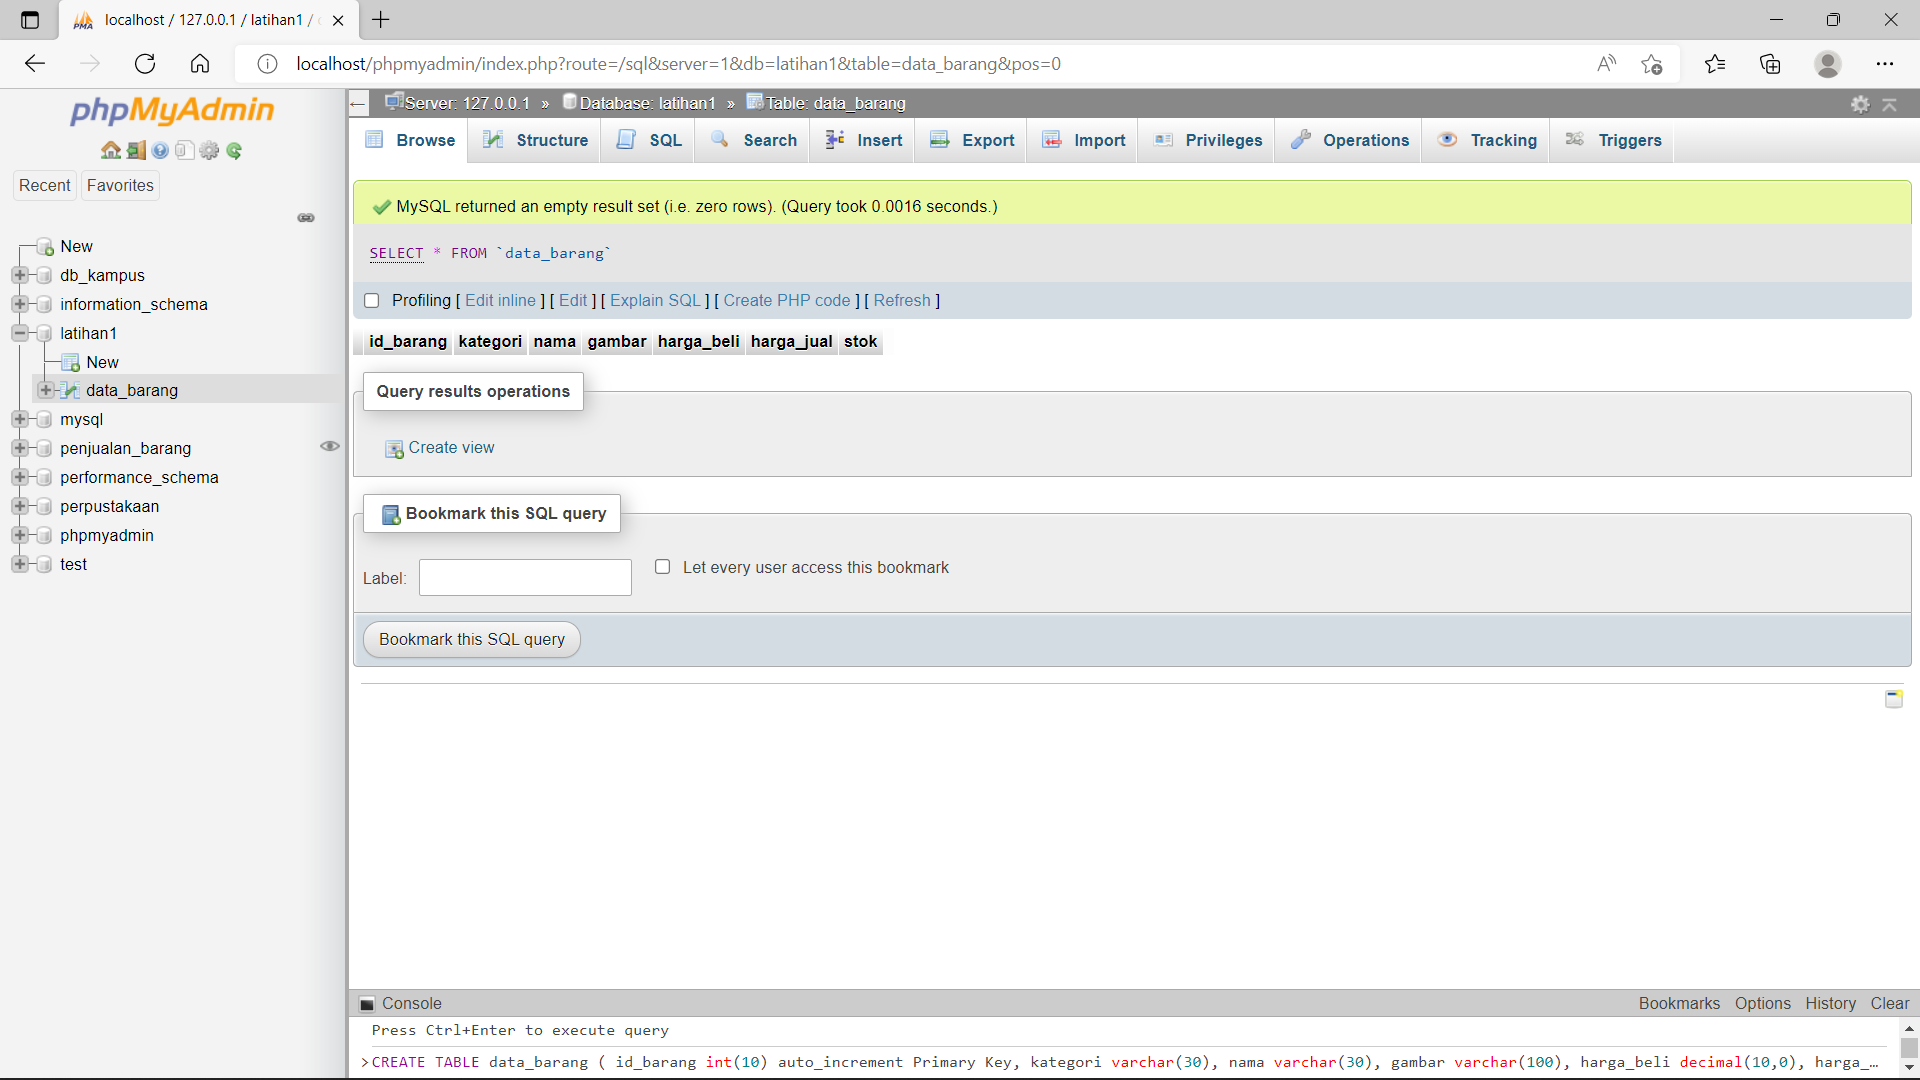 localhost / 127.0.0.1 / latihan1 /
localhost/phpmyadmin/index.php?route=/sql&server=1&db=latihan1&table=data_barang&pos=0
phpMyAdmin
Recent Favorites
New
db_kampus
information_schema
latihan1
New
data_barang
mysql
penjualan_barang
performance_schema
perpustakaan
phpmyadmin
test
Server: 127.0.0.1 » Database: latihan1 » Table: data_barang
Browse Structure SQL Search Insert Export Import Privileges Operations Tracking Triggers
MySQL returned an empty result set (i.e. zero rows). (Query took 0.0016 seconds.)
SELECT * FROM `data_barang`
Profiling [ Edit inline ] [ Edit ] [ Explain SQL ] [ Create PHP code ] [ Refresh ]
id_barang kategori nama gambar harga_beli harga_jual stok
Query results operations
Create view
Bookmark this SQL query
Label: Let every user access this bookmark
Bookmark this SQL query
Console Bookmarks Options History Clear
Press Ctrl+Enter to execute query
>CREATE TABLE data_barang ( id_barang int(10) auto_increment Primary Key, kategori varchar(30), nama varchar(30), gambar varchar(100), harga_beli decimal(10,0), harga_…